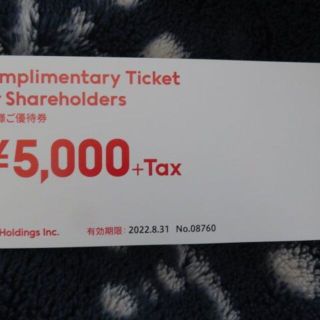 mplimentary Ticket
r Shareholders
様ご優待券
¥5,000+Tax
Holdings Inc. 有効期限: 2022.8.31 No.08760